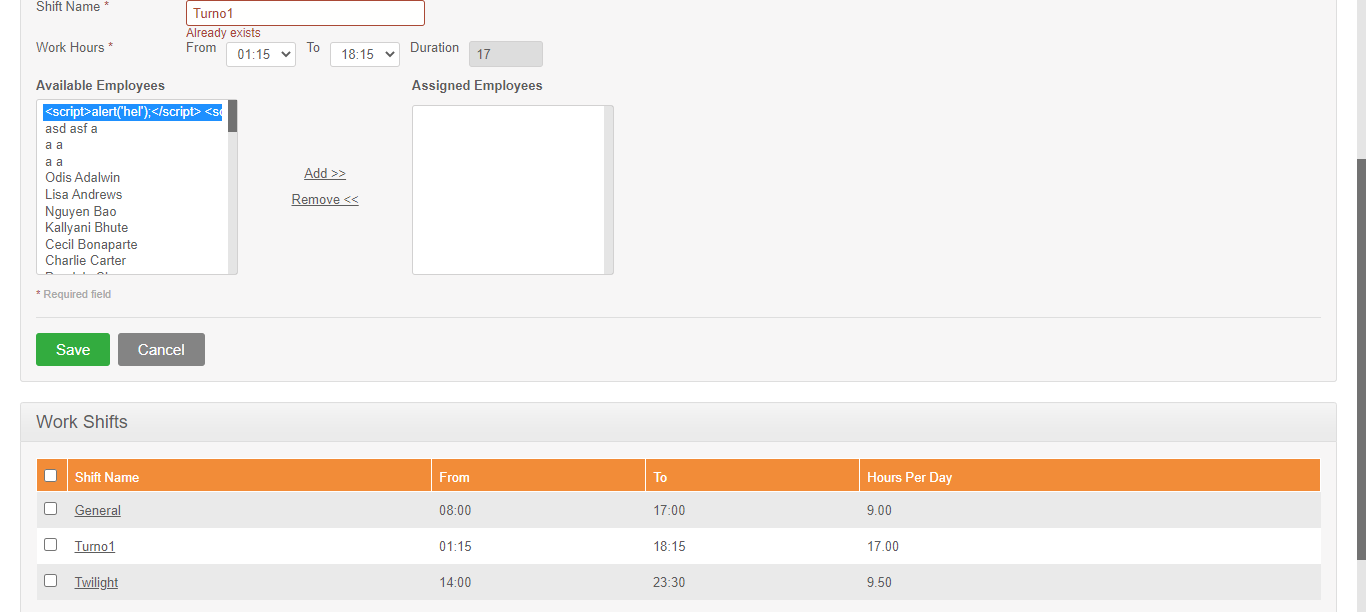 Shift Name *
Turno1
Already exists
Work Hours * From 01:15 To 18:15 Duration 17
Available Employees
Assigned Employees
<script>alert('hel');</script> <sc
asd asf a
a a
a a
Odis Adalwin
Lisa Andrews
Nguyen Bao
Kallyani Bhute
Cecil Bonaparte
Charlie Carter
Add >>
Remove <<
* Required field
Save
Cancel
Work Shifts
Shift Name From To Hours Per Day
General 08:00 17:00 9.00
Turno1 01:15 18:15 17.00
Twilight 14:00 23:30 9.50